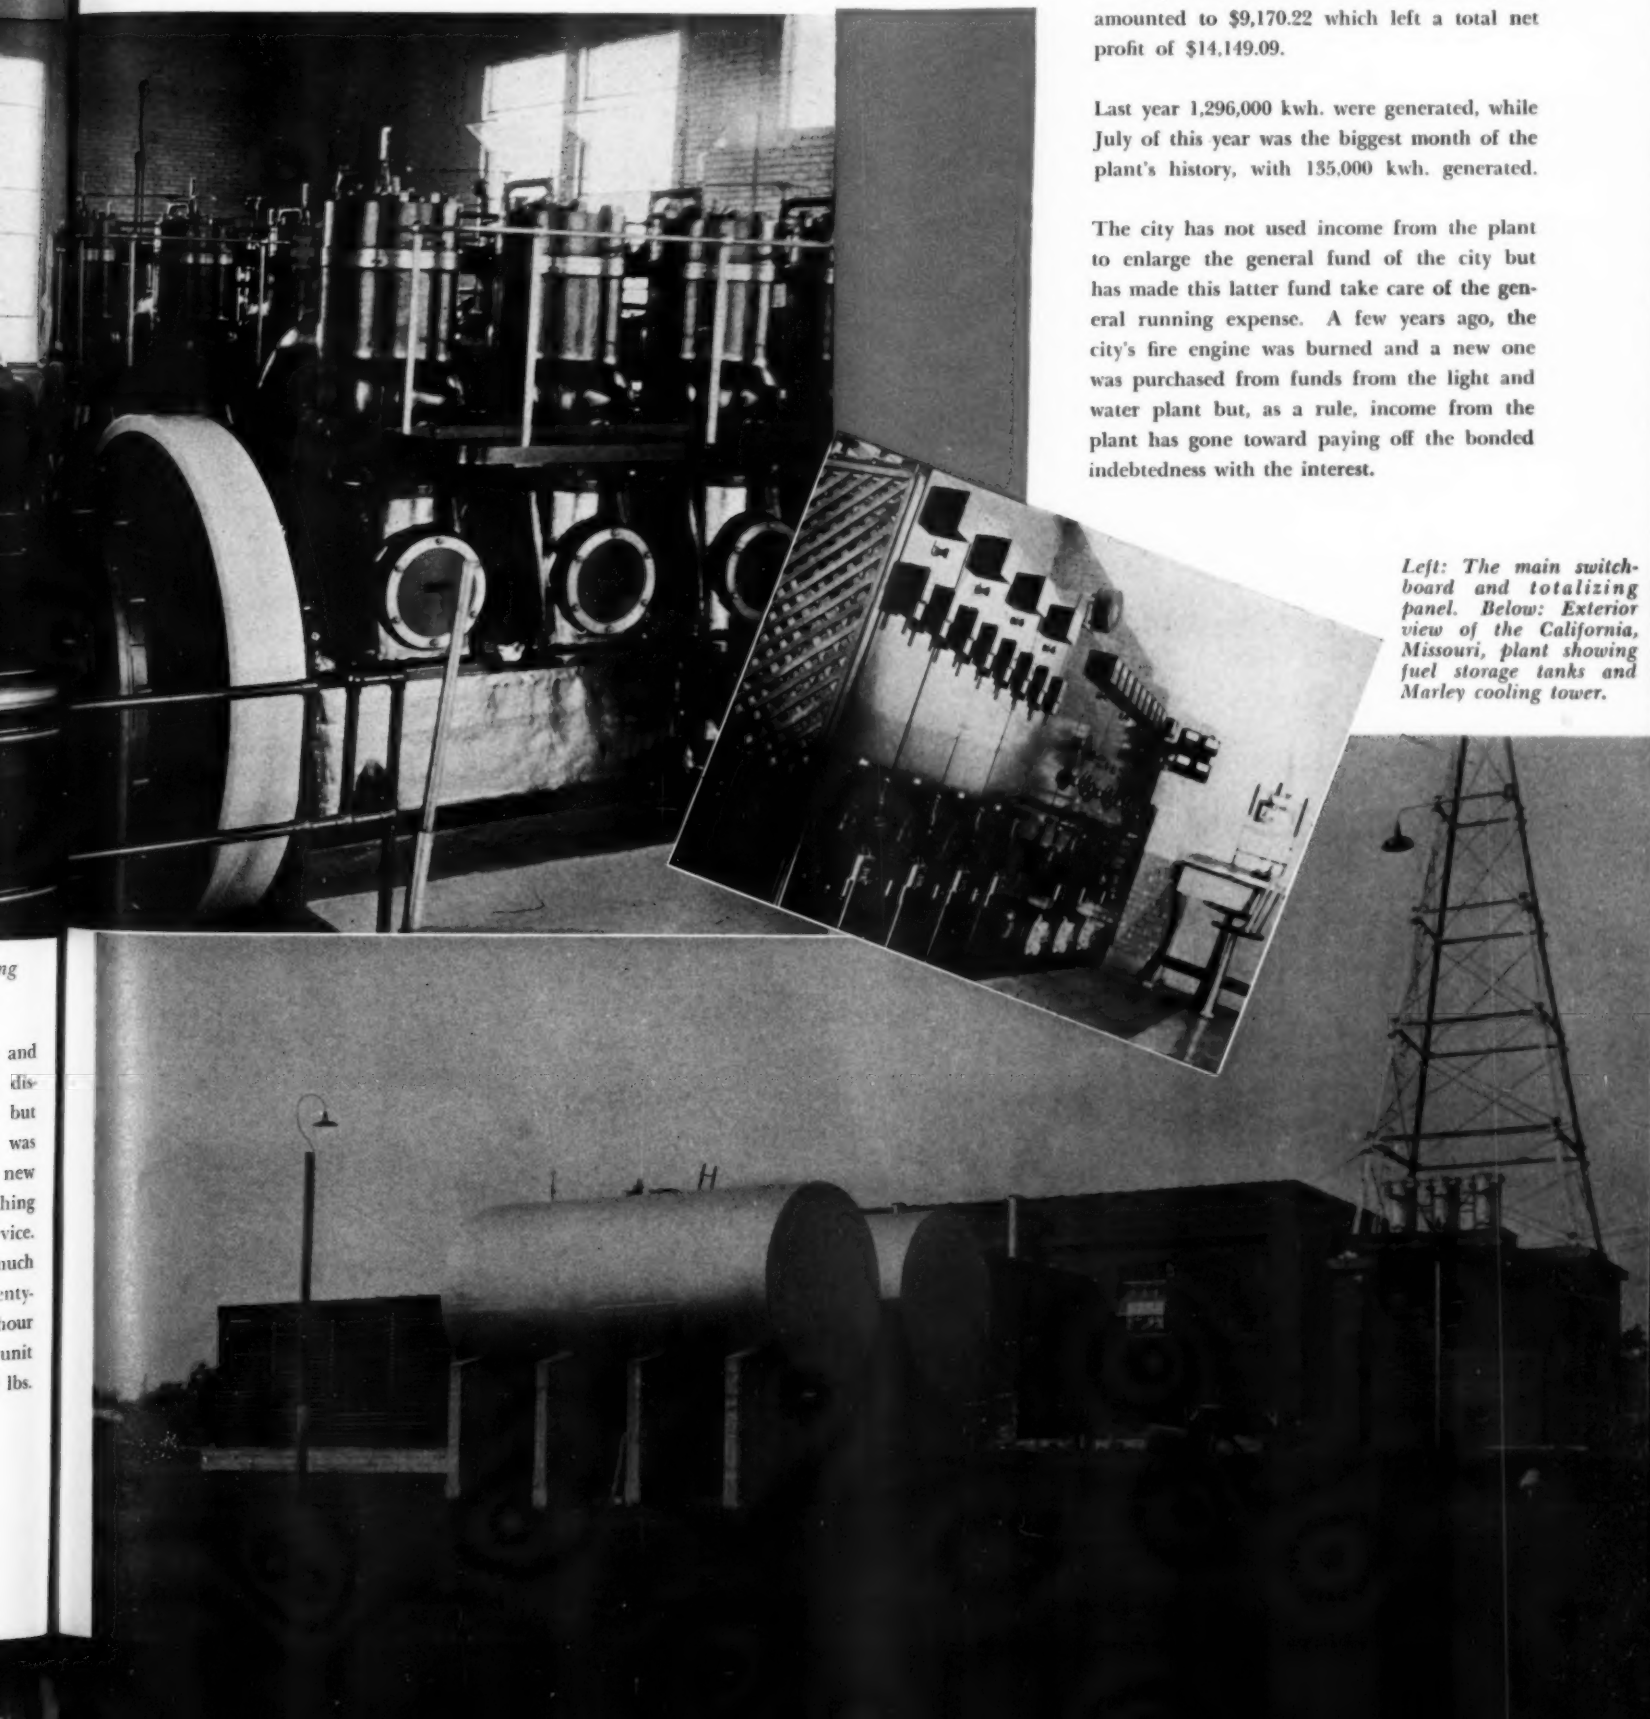 amounted to $9,170.22 which left a total net
profit of $14,149.09.
Last year 1,296,000 kwh. were generated, while
July of this year was the biggest month of the
plant's history, with 135,000 kwh. generated.
The city has not used income from the plant
to enlarge the general fund of the city but
has made this latter fund take care of the gen-
eral running expense. A few years ago, the
city's fire engine was burned and a new one
was purchased from funds from the light and
water plant but, as a rule, income from the
plant has gone toward paying off the bonded
indebtedness with the interest.
Left: The main switch-
board and totalizing
panel. Below: Exterior
view of the California,
Missouri, plant showing
fuel storage tanks and
Marley cooling tower.
ng
and
dis-
but
was
new
hing
vice.
much
enty-
hour
unit
lbs.